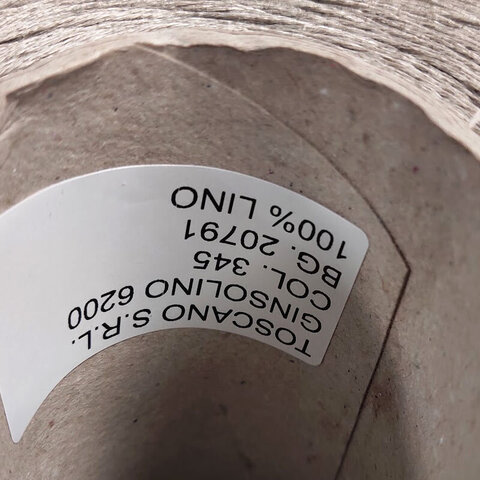 TOSCANO S.R.L.
GINSOLINO 6200
COL. 345
BG. 20791
100% LINO